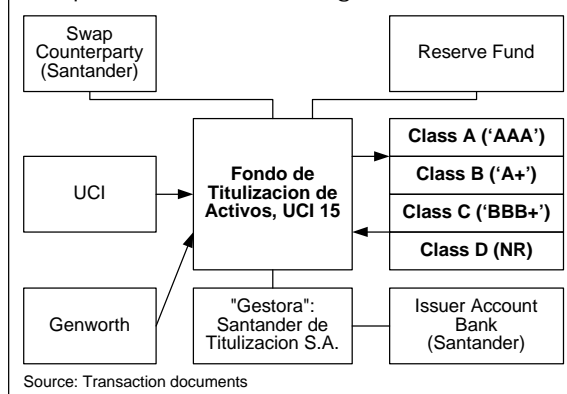 Swap
Counterparty
(Santander)
Reserve Fund
UCI
Fondo de
Titulizacion de
Activos, UCI 15
Class A (‘AAA’)
Class B (‘A+’)
Class C (‘BBB+’)
Class D (NR)
Genworth
"Gestora":
Santander de
Titulizacion S.A.
Issuer Account
Bank
(Santander)
Source: Transaction documents